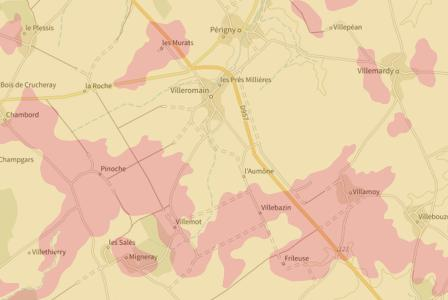 le Plessis
Périgny
Villepéan
les Murats
Villemardy
Bois de Crucheray
la Roche
les Prés Millières
Villeromain
D957
Chambord
Champgars
Pinoche
l'Aumône
Villamoy
Villemot
Villebazin
Villebouz
les Salés
Villethierry
Migneray
Frileuse